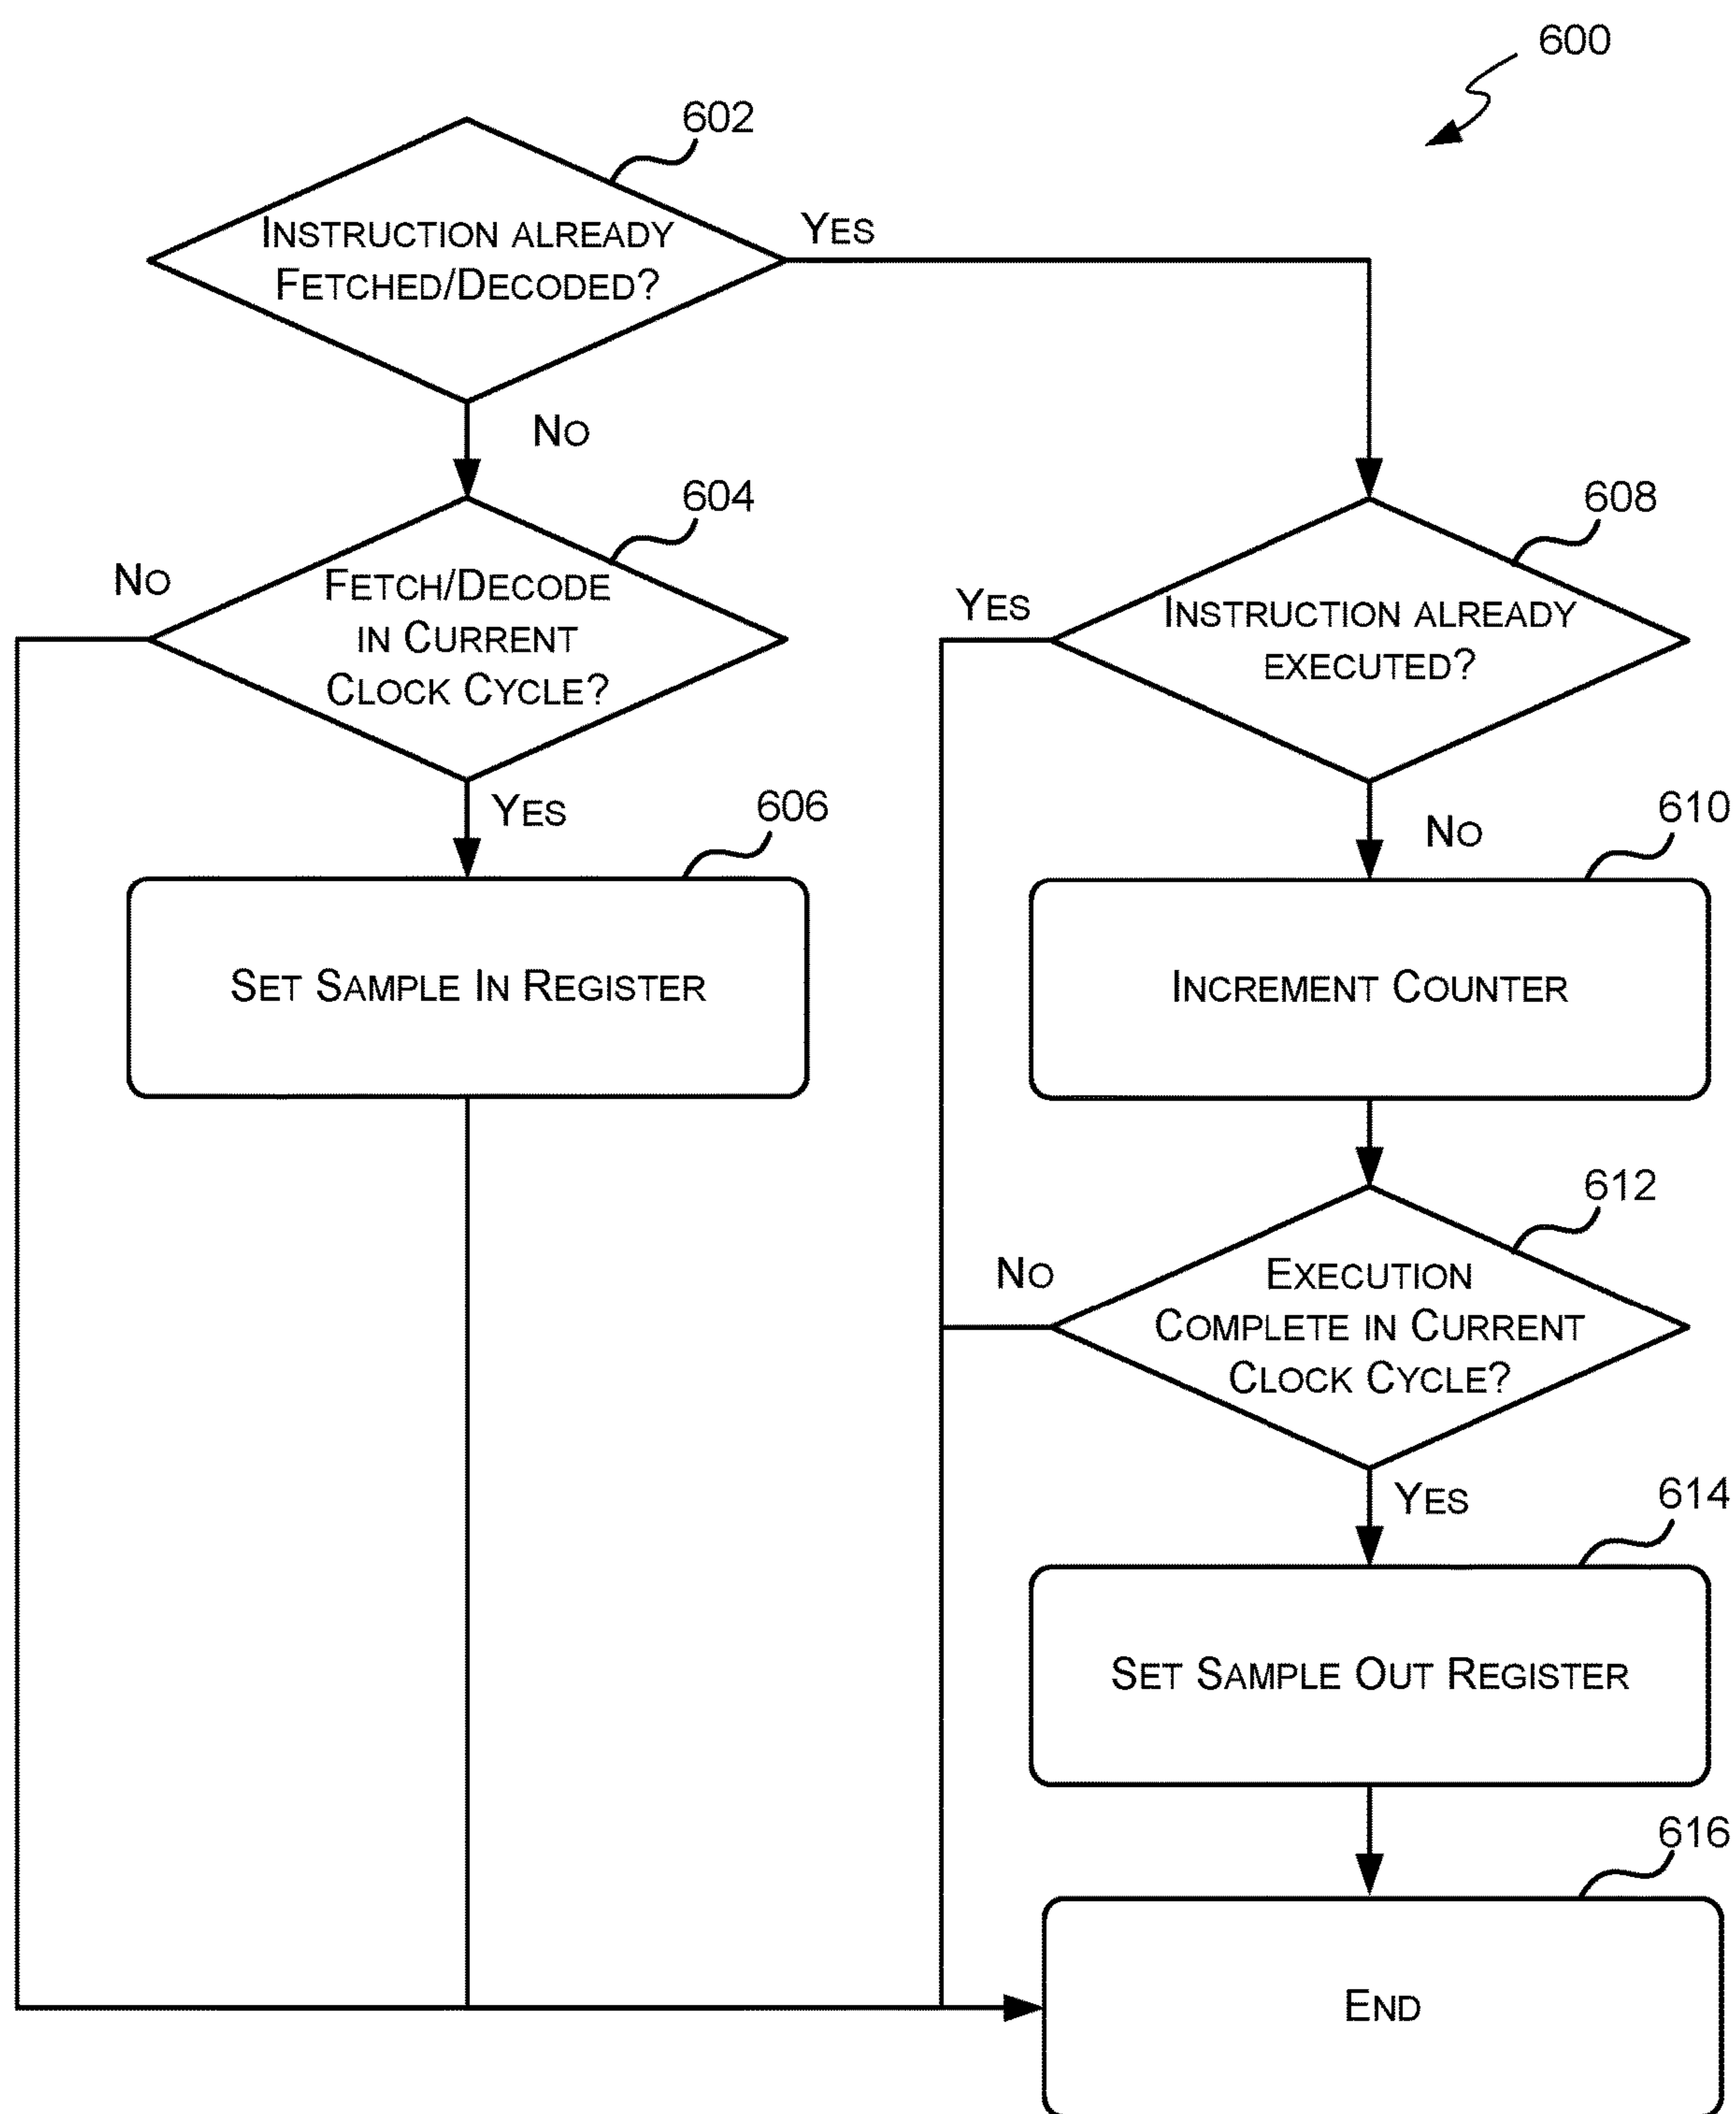 600
602
INSTRUCTION ALREADY
FETCHED/DECODED?
YES
NO
604
608
NO
FETCH/DECODE
IN CURRENT
CLOCK CYCLE?
YES
INSTRUCTION ALREADY
EXECUTED?
YES
606
NO
610
SET SAMPLE IN REGISTER
INCREMENT COUNTER
612
NO
EXECUTION
COMPLETE IN CURRENT
CLOCK CYCLE?
YES
614
SET SAMPLE OUT REGISTER
616
END